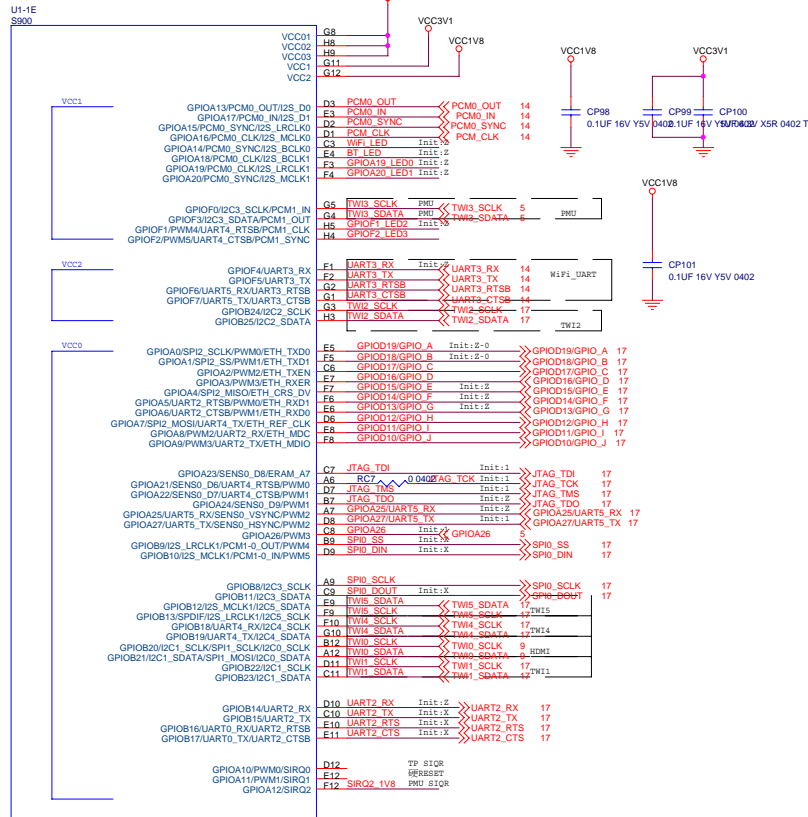 U1-1E
S900
VCC01 G8
VCC02 H8
VCC03 H9
VCC1 G11 VCC3V1
VCC2 G12 VCC1V8
VCC1
GPIOA13/PCM0_OUT/I2S_D0 D3 PCM0_OUT PCM0_OUT 14
GPIOA17/PCM0_IN/I2S_D1 E3 PCM0_IN PCM0_IN 14
GPIOA15/PCM0_SYNC/I2S_LRCLK0 D2 PCM0_SYNC PCM0_SYNC 14
GPIOA16/PCM0_CLK/I2S_MCLK0 D1 PCM_CLK PCM_CLK 14
GPIOA14/PCM0_SYNC/I2S_BCLK0 C3 WiFi_LED Init:Z
GPIOA18/PCM0_CLK/I2S_BCLK1 E4 BT_LED Init:Z
GPIOA19/PCM0_CLK/I2S_LRCLK1 F3 GPIOA19_LED0 Init:Z
GPIOA20/PCM0_SYNC/I2S_MCLK1 F4 GPIOA20_LED1 Init:Z
GPIOF0/I2C3_SCLK/PCM1_IN G5 TWI3_SCLK PMU TWI3_SCLK 5
GPIOF3/I2C3_SDATA/PCM1_OUT G4 TWI3_SDATA PMU TWI3_SDATA 5 PMU
GPIOF1/PWM4/UART4_RTSB/PCM1_CLK H5 GPIOF1_LED2 Init:Z
GPIOF2/PWM5/UART4_CTSB/PCM1_SYNC H4 GPIOF2_LED3
VCC2
GPIOF4/UART3_RX F1 UART3_RX Init:Z UART3_RX 14
GPIOF5/UART3_TX F2 UART3_TX UART3_TX 14 WiFi_UART
GPIOF6/UART5_RX/UART3_RTSB G2 UART3_RTSB UART3_RTSB 14
GPIOF7/UART5_TX/UART3_CTSB G1 UART3_CTSB UART3_CTSB 14
GPIOB24/I2C2_SCLK G3 TWI2_SCLK TWI2_SCLK 17
GPIOB25/I2C2_SDATA H3 TWI2_SDATA TWI2_SDATA 17
TWI2
VCC0
GPIOA0/SPI2_SCLK/PWM0/ETH_TXD0 E5 GPIOD19/GPIO_A Init:Z-0 GPIOD19/GPIO_A 17
GPIOA1/SPI2_SS/PWM1/ETH_TXD1 F5 GPIOD18/GPIO_B Init:Z-0 GPIOD18/GPIO_B 17
GPIOA2/PWM2/ETH_TXEN C6 GPIOD17/GPIO_C GPIOD17/GPIO_C 17
GPIOA3/PWM3/ETH_RXER E7 GPIOD16/GPIO_D GPIOD16/GPIO_D 17
GPIOA4/SPI2_MISO/ETH_CRS_DV F7 GPIOD15/GPIO_E Init:Z GPIOD15/GPIO_E 17
GPIOA5/UART2_RTSB/PWM0/ETH_RXD1 F6 GPIOD14/GPIO_F Init:Z GPIOD14/GPIO_F 17
GPIOA6/UART2_CTSB/PWM1/ETH_RXD0 E6 GPIOD13/GPIO_G Init:Z GPIOD13/GPIO_G 17
GPIOA7/SPI2_MOSI/UART4_TX/ETH_REF_CLK D6 GPIOD12/GPIO_H GPIOD12/GPIO_H 17
GPIOA8/PWM2/UART2_RX/ETH_MDC E8 GPIOD11/GPIO_I GPIOD11/GPIO_I 17
GPIOA9/PWM3/UART2_TX/ETH_MDIO F8 GPIOD10/GPIO_J GPIOD10/GPIO_J 17
GPIOA23/SENS0_D8/ERAM_A7 C7 JTAG_TDI Init:1 JTAG_TDI 17
GPIOA21/SENS0_D6/UART4_RTSB/PWM0 A6 RC7 0 0402 JTAG_TCK Init:1 JTAG_TCK 17
GPIOA22/SENS0_D7/UART4_CTSB/PWM1 D7 JTAG_TMS Init:1 JTAG_TMS 17
GPIOA24/SENS0_D9/PWM1 B7 JTAG_TDO Init:Z JTAG_TDO 17
GPIOA25/UART5_RX/SENS0_VSYNC/PWM2 A7 GPIOA25/UART5_RX Init:Z GPIOA25/UART5_RX 17
GPIOA27/UART5_TX/SENS0_HSYNC/PWM2 D8 GPIOA27/UART5_TX Init:1 GPIOA27/UART5_TX 17
GPIOA26/PWM3 C8 GPIOA26 GPIOA26 5
GPIOB9/I2S_LRCLK1/PCM1-0_OUT/PWM4 B9 SPI0_SS Init:X SPI0_SS 17
GPIOB10/I2S_MCLK1/PCM1-0_IN/PWM5 D9 SPI0_DIN Init:X SPI0_DIN 17
GPIOB8/I2C3_SCLK A9 SPI0_SCLK SPI0_SCLK 17
GPIOB11/I2C3_SDATA C9 SPI0_DOUT Init:X SPI0_DOUT 17
GPIOB12/I2S_MCLK1/I2C5_SDATA E9 TWI5_SDATA TWI5_SDATA 17
GPIOB13/SPDIF/I2S_LRCLK1/I2C5_SCLK F9 TWI5_SCLK TWI5_SCLK 17 TWI5
GPIOB18/UART4_RX/I2C4_SCLK F10 TWI4_SCLK TWI4_SCLK 17
GPIOB19/UART4_TX/I2C4_SDATA G10 TWI4_SDATA TWI4_SDATA 17 TWI4
GPIOB20/I2C1_SCLK/SPI1_SCLK/I2C0_SCLK B12 TWI0_SCLK TWI0_SCLK 9
GPIOB21/I2C1_SDATA/SPI1_MOSI/I2C0_SDATA A12 TWI0_SDATA TWI0_SDATA 9 HDMI
GPIOB22/I2C1_SCLK D11 TWI1_SCLK TWI1_SCLK 17
GPIOB23/I2C1_SDATA C11 TWI1_SDATA TWI1_SDATA 17 TWI1
GPIOB14/UART2_RX D10 UART2_RX Init:Z UART2_RX 17
GPIOB15/UART2_TX C10 UART2_TX Init:X UART2_TX 17
GPIOB16/UART0_RX/UART2_RTSB E10 UART2_RTS Init:X UART2_RTS 17
GPIOB17/UART0_TX/UART2_CTSB E11 UART2_CTS Init:X UART2_CTS 17
GPIOA10/PWM0/SIRQ0 D12 TP SIQR
GPIOA11/PWM1/SIRQ1 E12 RESET
GPIOA12/SIRQ2 F12 SIRQ2_1V8 PMU SIQR
VCC1V8
CP98
0.1UF 16V Y5V 0402
VCC3V1
CP99 CP100
0.1UF 16V X5R 0402 T
VCC1V8
CP101
0.1UF 16V Y5V 0402